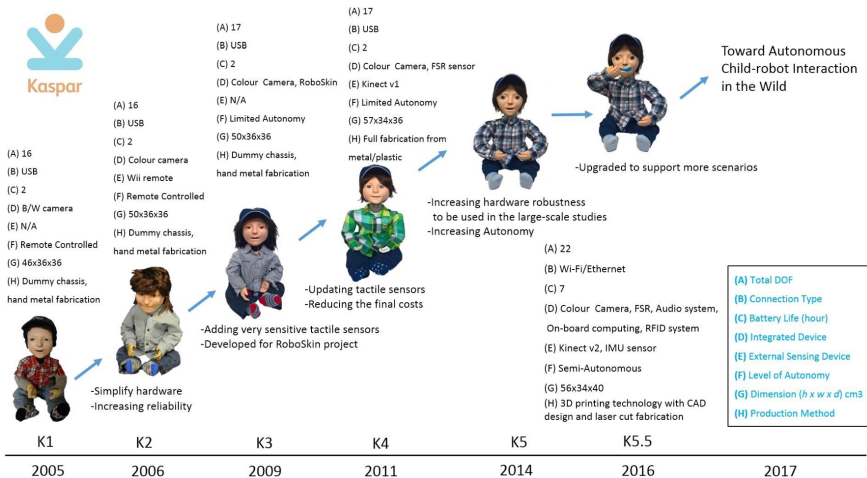 Kaspar
(A) 16
(B) USB
(C) 2
(D) B/W camera
(E) N/A
(F) Remote Controlled
(G) 46x36x36
(H) Dummy chassis,
hand metal fabrication
(A) 16
(B) USB
(C) 2
(D) Colour camera
(E) Wii remote
(F) Remote Controlled
(G) 50x36x36
(H) Dummy chassis,
hand metal fabrication
-Simplify hardware
-Increasing reliability
(A) 17
(B) USB
(C) 2
(D) Colour Camera, RoboSkin
(E) N/A
(F) Limited Autonomy
(G) 50x36x36
(H) Dummy chassis,
hand metal fabrication
-Adding very sensitive tactile sensors
-Developed for RoboSkin project
(A) 17
(B) USB
(C) 2
(D) Colour Camera, FSR sensor
(E) Kinect v1
(F) Limited Autonomy
(G) 57x34x36
(H) Full fabrication from
metal/plastic
-Updating tactile sensors
-Reducing the final costs
-Increasing hardware robustness
to be used in the large-scale studies
-Increasing Autonomy
(A) 22
(B) Wi-Fi/Ethernet
(C) 7
(D) Colour Camera, FSR, Audio system,
On-board computing, RFID system
(E) Kinect v2, IMU sensor
(F) Semi-Autonomous
(G) 56x34x40
(H) 3D printing technology with CAD
design and laser cut fabrication
-Upgraded to support more scenarios
Toward Autonomous
Child-robot Interaction
in the Wild
(A) Total DOF
(B) Connection Type
(C) Battery Life (hour)
(D) Integrated Device
(E) External Sensing Device
(F) Level of Autonomy
(G) Dimension (h x w x d) cm3
(H) Production Method
K1 K2 K3 K4 K5 K5.5
2005 2006 2009 2011 2014 2016 2017